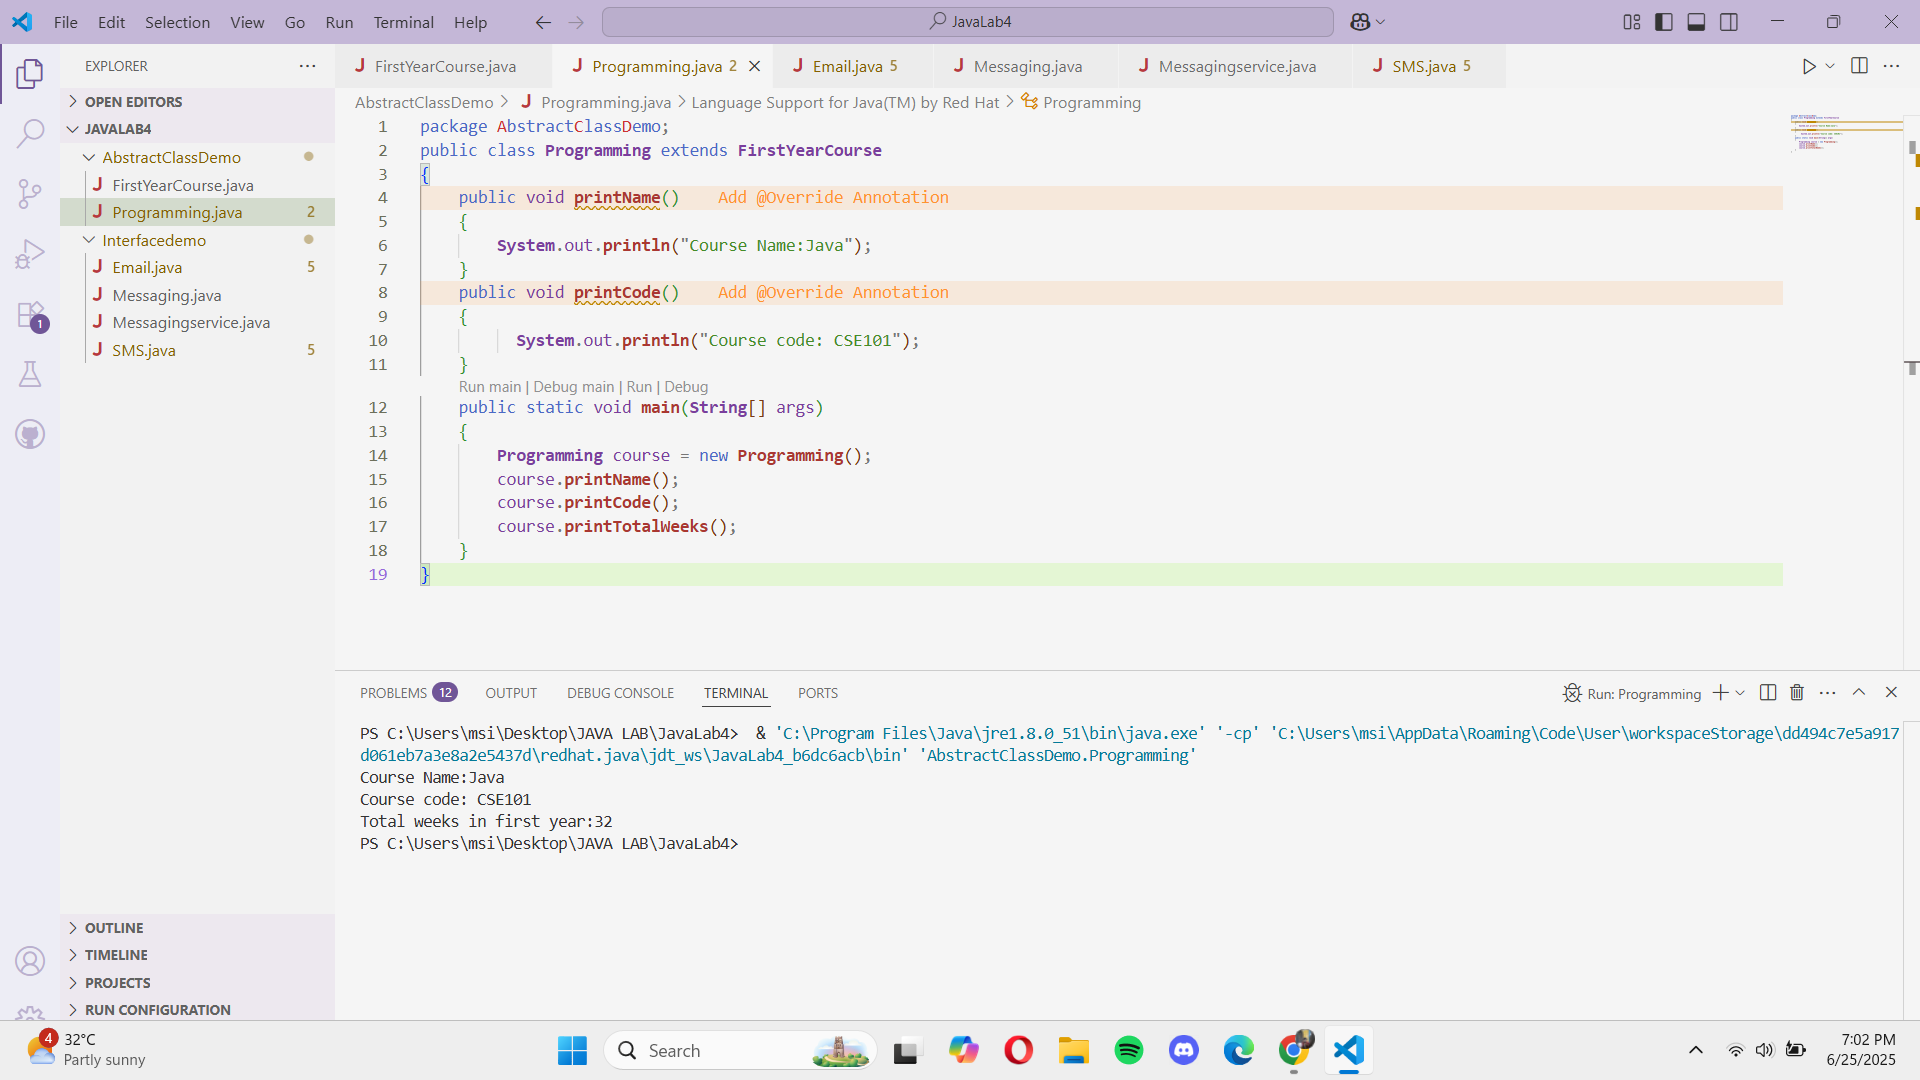 File Edit Selection View Go Run Terminal Help JavaLab4
EXPLORER
OPEN EDITORS
JAVALAB4
AbstractClassDemo
J FirstYearCourse.java
J Programming.java 2
Interfacedemo
J Email.java 5
J Messaging.java
J Messagingservice.java
J SMS.java 5
1
OUTLINE
TIMELINE
PROJECTS
RUN CONFIGURATION
J FirstYearCourse.java J Programming.java 2 J Email.java 5 J Messaging.java J Messagingservice.java J SMS.java 5
AbstractClassDemo > J Programming.java > Language Support for Java(TM) by Red Hat > Programming
1 package AbstractClassDemo;
2 public class Programming extends FirstYearCourse
3 {
4 public void printName() Add @Override Annotation
5 {
6 System.out.println("Course Name:Java");
7 }
8 public void printCode() Add @Override Annotation
9 {
10 System.out.println("Course code: CSE101");
11 }
Run main | Debug main | Run | Debug
12 public static void main(String[] args)
13 {
14 Programming course = new Programming();
15 course.printName();
16 course.printCode();
17 course.printTotalWeeks();
18 }
19 }
PROBLEMS 12 OUTPUT DEBUG CONSOLE TERMINAL PORTS Run: Programming
PS C:\Users\msi\Desktop\JAVA LAB\JavaLab4> & 'C:\Program Files\Java\jre1.8.0_51\bin\java.exe' '-cp' 'C:\Users\msi\AppData\Roaming\Code\User\workspaceStorage\dd494c7e5a917
d061eb7a3e8a2e5437d\redhat.java\jdt_ws\JavaLab4_b6dc6acb\bin' 'AbstractClassDemo.Programming'
Course Name:Java
Course code: CSE101
Total weeks in first year:32
PS C:\Users\msi\Desktop\JAVA LAB\JavaLab4>
4
32°C
Partly sunny
Search
7:02 PM
6/25/2025